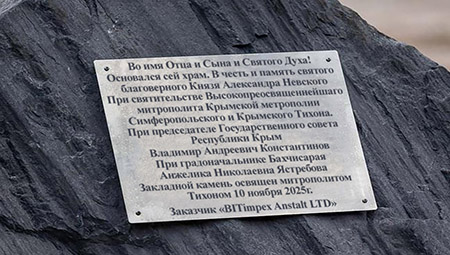 Во имя Отца и Сына и Святого Духа!
Основался сей храм. В честь и память святого
благоверного Князя Александра Невского
При святительстве Высокопреосвященнейшего
митрополита Крымской метрополии
Симферопольского и Крымского Тихона.
При председателе Государственного совета
Республики Крым
Владимир Андреевич Константинов
При градоначальнике Бахчисарая
Анжелика Николаевна Ястребова
Закладной камень освящен митрополитом
Тихоном 10 ноября 2025г.
Заказчик «BITimpex Anstalt LTD»